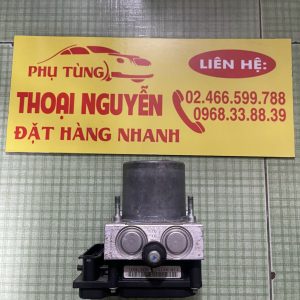 PHỤ TÙNG
LIÊN HỆ:
THOẠI NGUYỄN
02.466.599.788
0968.33.88.39
ĐẶT HÀNG NHANH